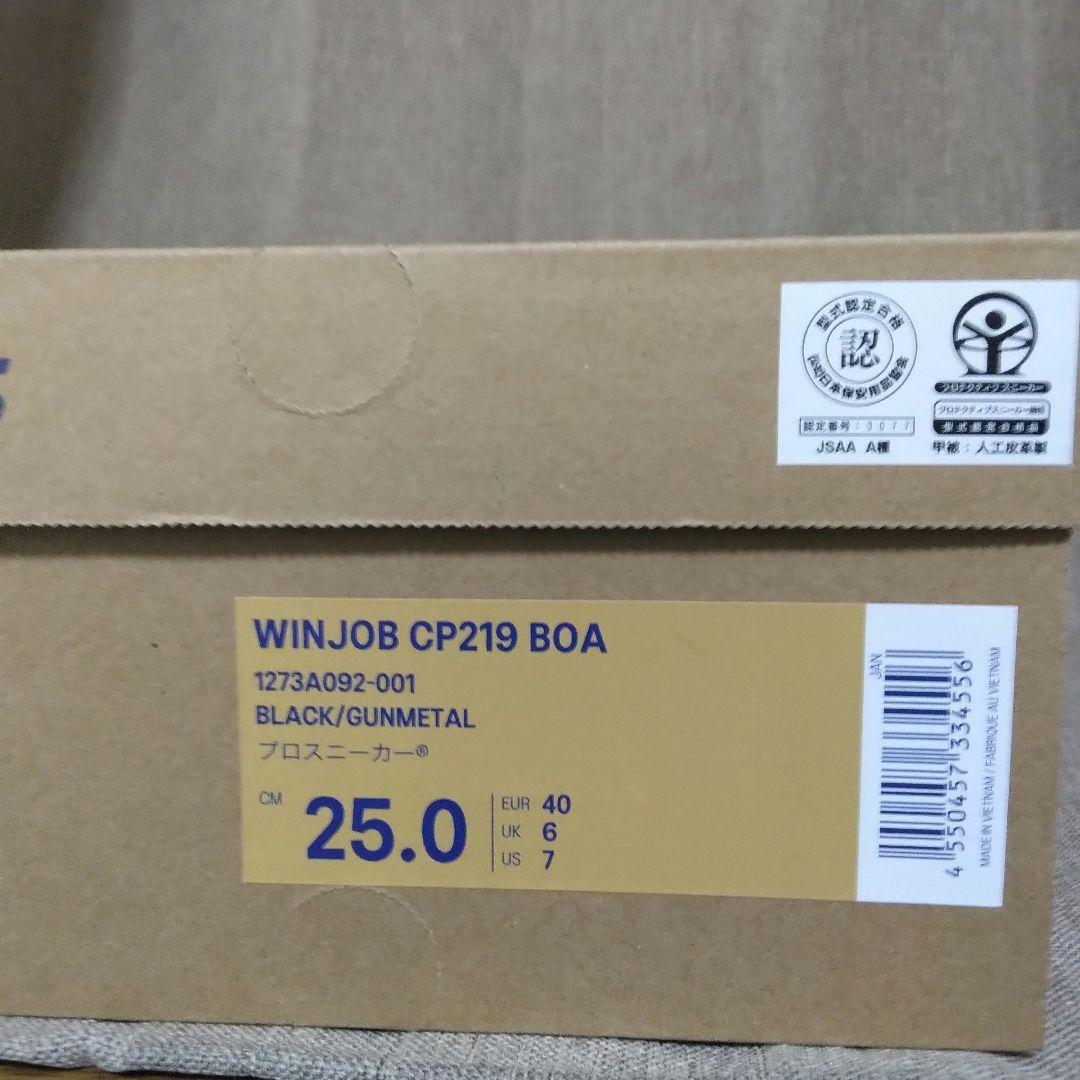 型式認定合格
認
(公社)日本保安用品協会
認定番号:3077
JSAA A種
プロテクティブスニーカー
プロテクティブスニーカー規格
型式認定合格品
甲被:人工皮革製
WINJOB CP219 BOA
1273A092-001
BLACK/GUNMETAL
プロスニーカー®
CM 25.0
EUR 40
UK 6
US 7
JAN
4 550457 334556
MADE IN VIETNAM / FABRIQUE AU VIETNAM